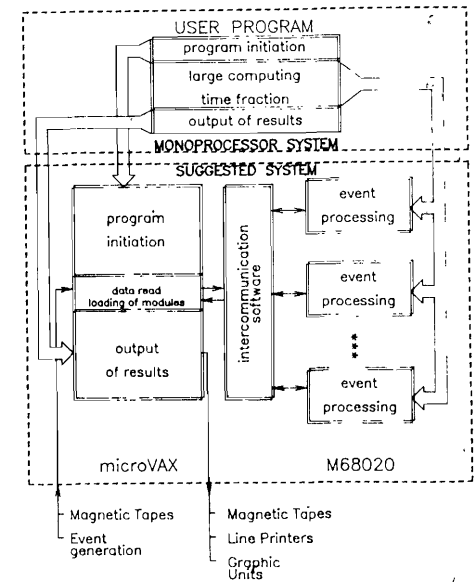 USER PROGRAM
program initiation
large computing
time fraction
output of results
MONOPROCESSOR SYSTEM
SUGGESTED SYSTEM
program
initiation
data read
loading of modules
output
of results
intercommunication
software
event
processing
event
processing
***
event
processing
microVAX
M68020
Magnetic Tapes
Event
generation
Magnetic Tapes
Line Printers
Graphic
Units